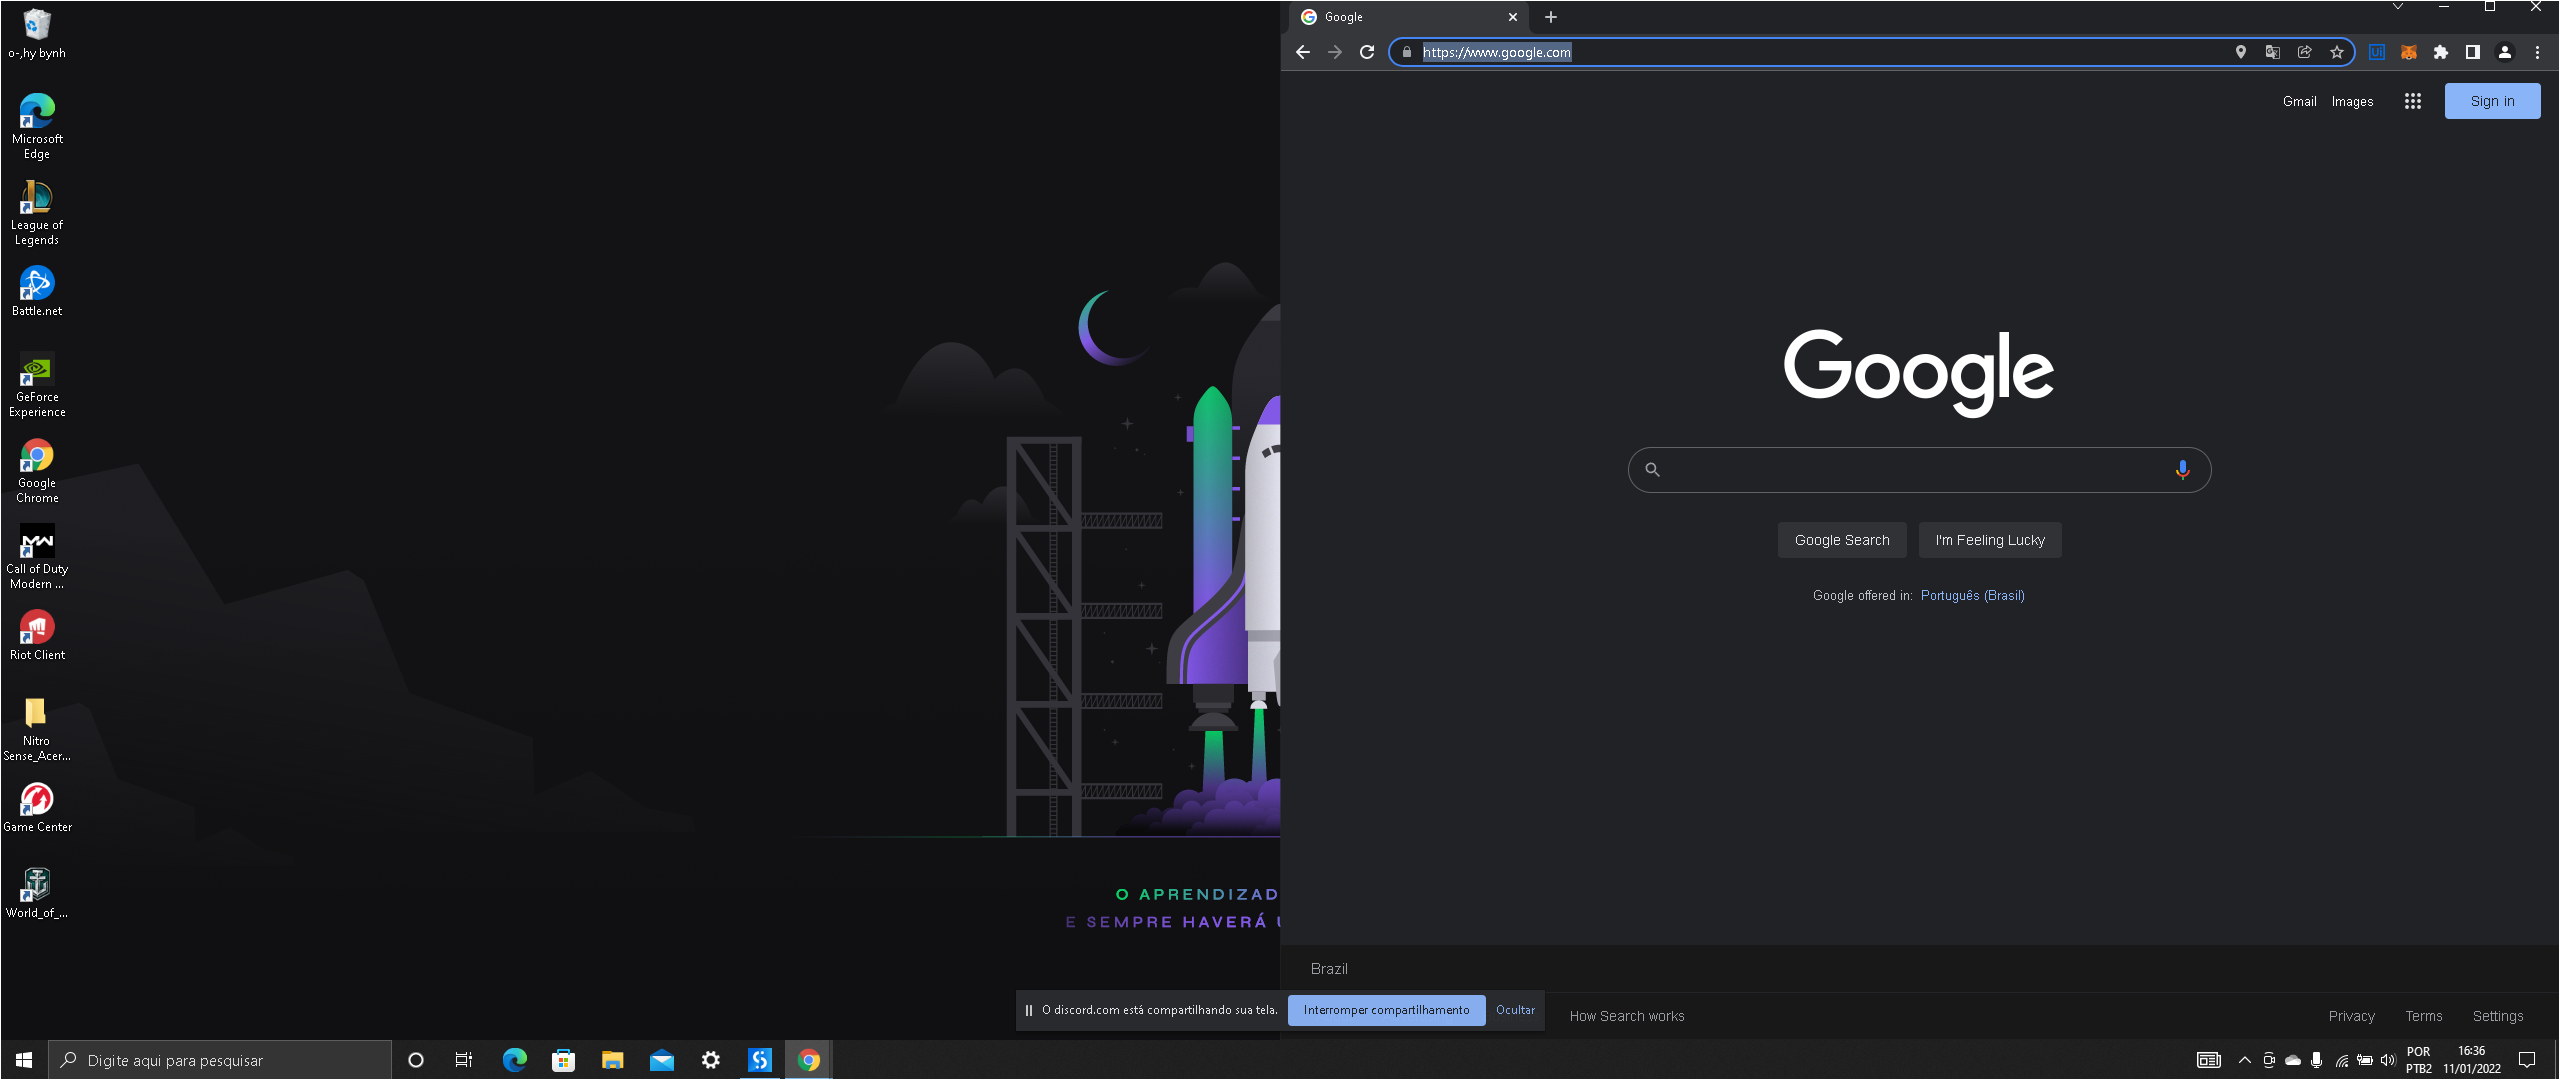 o-,hy bynh
Microsoft
Edge
League of
Legends
Battle.net
GeForce
Experience
Google
Chrome
MW
Call of Duty
Modern ...
Riot Client
Nitro
Sense_Acer...
Game Center
World_of_...
O APRENDIZAD
E SEMPRE HAVERÁ U
Google
https://www.google.com
Gmail
Images
Sign in
Google
Google Search
I'm Feeling Lucky
Google offered in: Português (Brasil)
Brazil
How Search works
Privacy
Terms
Settings
O discord.com está compartilhando sua tela.
Interromper compartilhamento
Ocultar
Digite aqui para pesquisar
POR
PTB2
16:36
11/01/2022